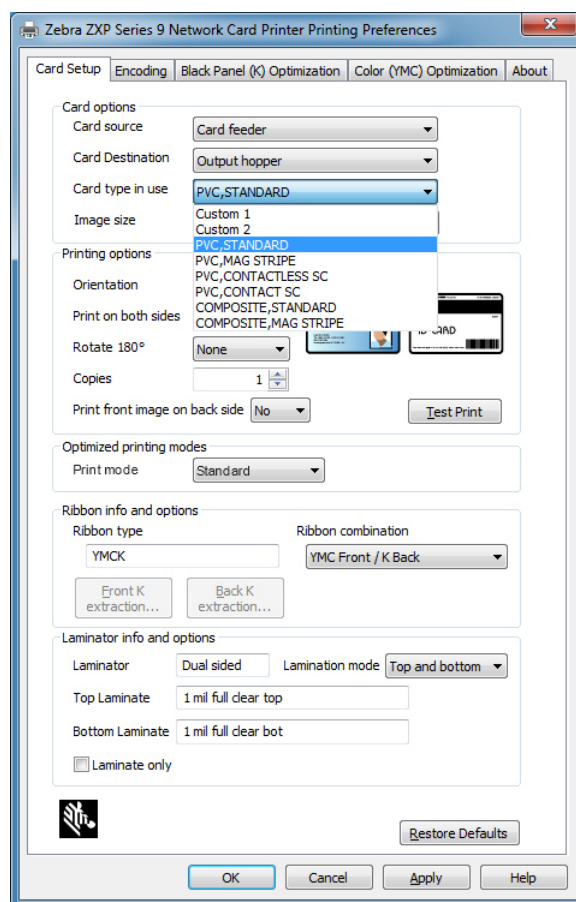 Zebra ZXP Series 9 Network Card Printer Printing Preferences
Card Setup Encoding Black Panel (K) Optimization Color (YMC) Optimization About
Card options
Card source Card feeder
Card Destination Output hopper
Card type in use PVC,STANDARD
Image size
Custom 1
Custom 2
PVC,STANDARD
PVC,MAG STRIPE
PVC,CONTACTLESS SC
PVC,CONTACT SC
COMPOSITE,STANDARD
COMPOSITE,MAG STRIPE
Printing options
Orientation
Print on both sides
ID CARD
Rotate 180° None
Copies 1
Print front image on back side No Test Print
Optimized printing modes
Print mode Standard
Ribbon info and options
Ribbon type Ribbon combination
YMCK YMC Front / K Back
Front K extraction... Back K extraction...
Laminator info and options
Laminator Dual sided Lamination mode Top and bottom
Top Laminate 1 mil full clear top
Bottom Laminate 1 mil full clear bot
Laminate only
Restore Defaults
OK Cancel Apply Help